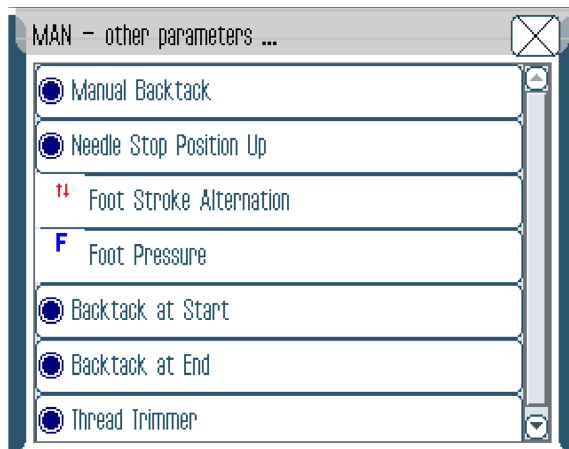 MAN - other parameters ...
Manual Backtack
Needle Stop Position Up
↑↓ Foot Stroke Alternation
F Foot Pressure
Backtack at Start
Backtack at End
Thread Trimmer